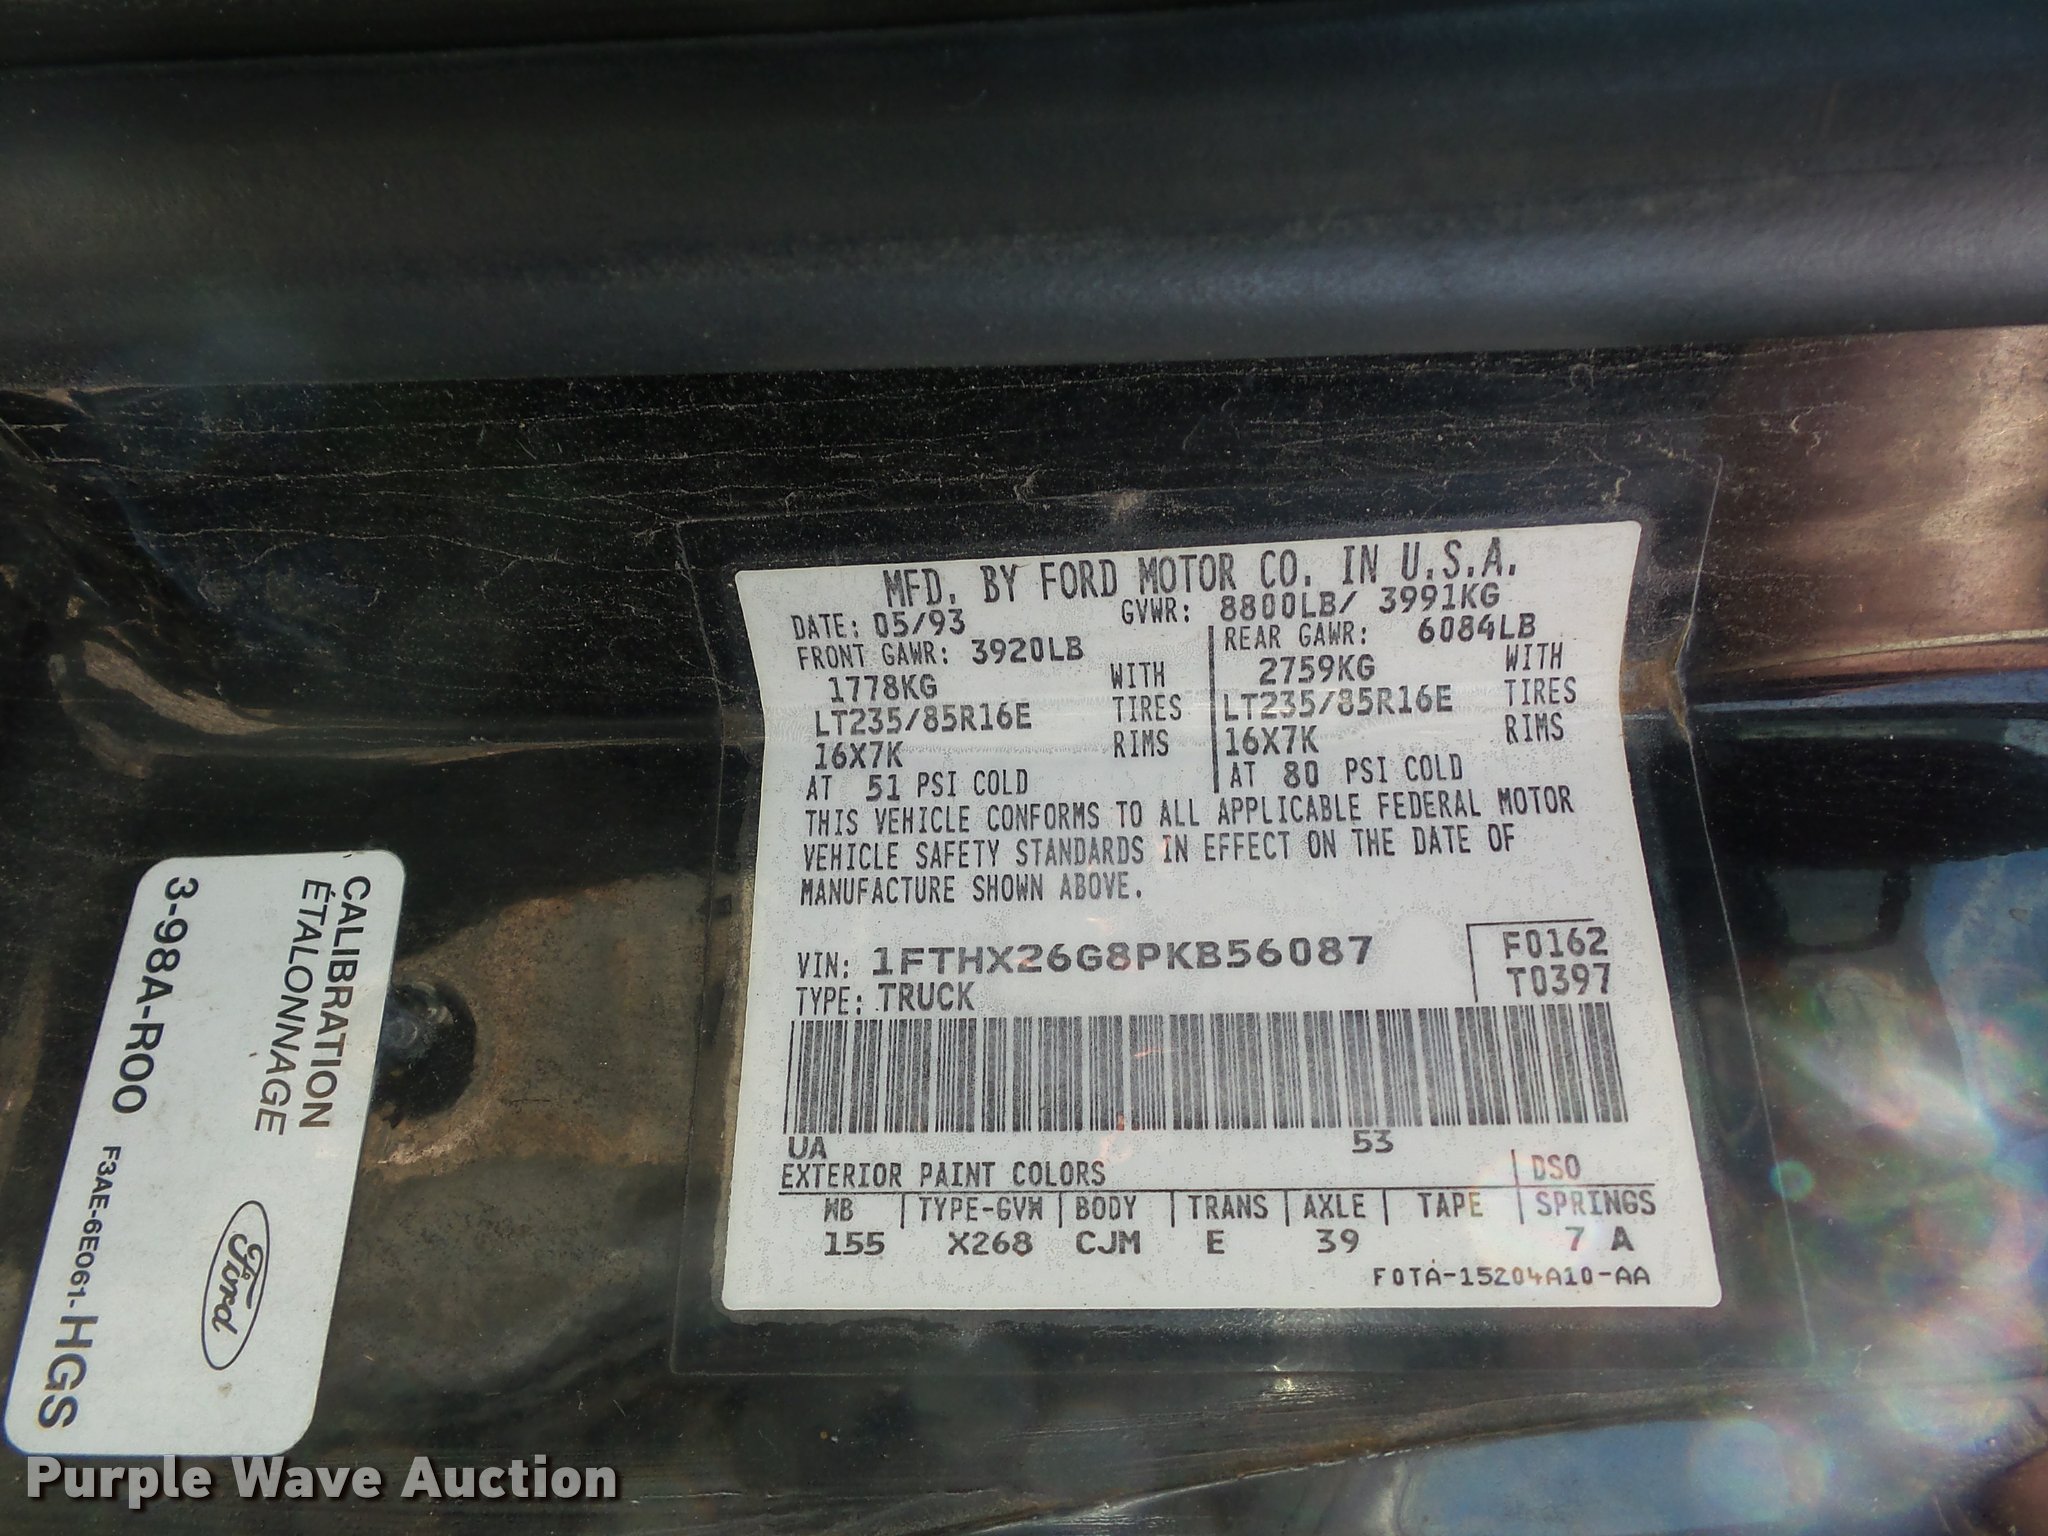 MFD. BY FORD MOTOR CO. IN U.S.A.
DATE: 05/93 GVWR: 8800LB/ 3991KG
FRONT GAWR: 3920LB REAR GAWR: 6084LB
1778KG WITH 2759KG WITH
LT235/85R16E TIRES LT235/85R16E TIRES
16X7K RIMS 16X7K RIMS
AT 51 PSI COLD AT 80 PSI COLD
THIS VEHICLE CONFORMS TO ALL APPLICABLE FEDERAL MOTOR
VEHICLE SAFETY STANDARDS IN EFFECT ON THE DATE OF
MANUFACTURE SHOWN ABOVE.
VIN: 1FTHX26G8PKB56087 F0162
TYPE: TRUCK T0397
UA 53
EXTERIOR PAINT COLORS DSO
WB TYPE-GVW BODY TRANS AXLE TAPE SPRINGS
155 X268 CJM E 39 7 A
F0TA-15204A10-AA
CALIBRATION
ÉTALONNAGE
Ford
3-98A-R00
F3AE-6E061-HGS
Purple Wave Auction